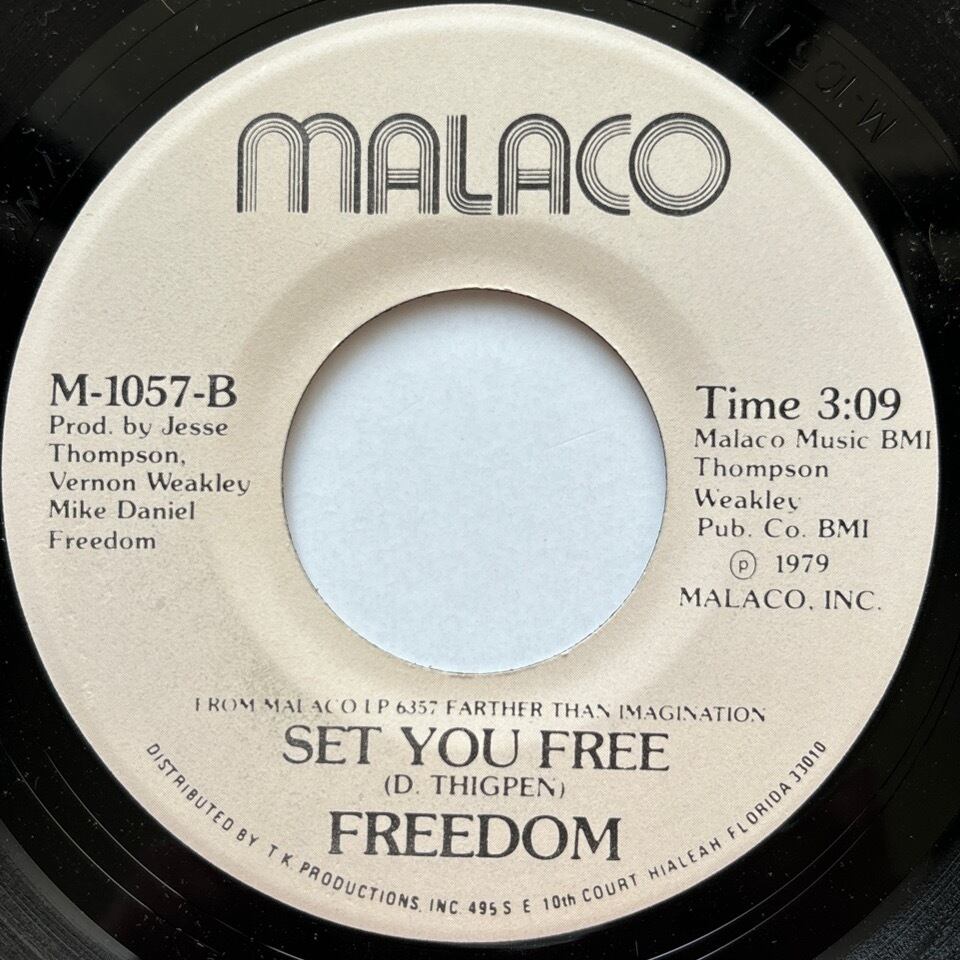 MALACO
M-1057-B
Prod. by Jesse
Thompson,
Vernon Weakley
Mike Daniel
Freedom
Time 3:09
Malaco Music BMI
Thompson
Weakley
Pub. Co. BMI
℗ 1979
MALACO, INC.
FROM MALACO LP 6357 FARTHER THAN IMAGINATION
SET YOU FREE
(D. THIGPEN)
FREEDOM
DISTRIBUTED BY T.K. PRODUCTIONS, INC. 495 S E 10th COURT HIALEAH FLORIDA 33010